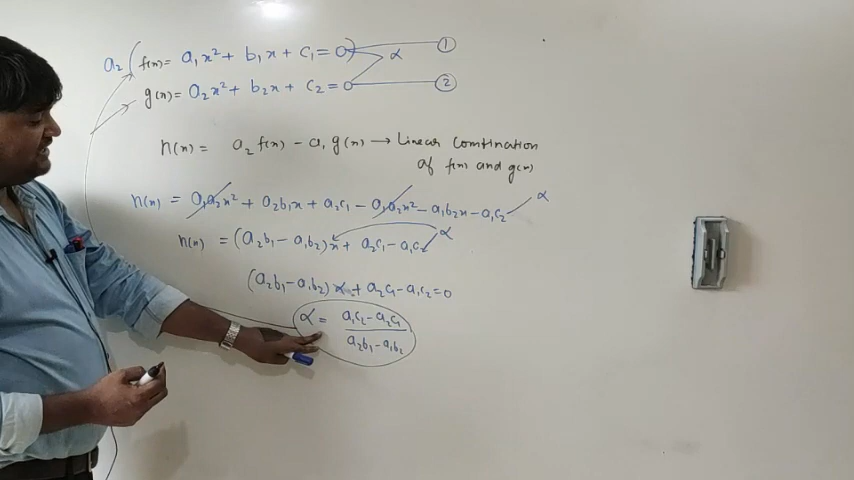 a₂ ( f(x) = a₁x² + b₁x + c₁ = 0 ) α ①
g(x) = a₂x² + b₂x + c₂ = 0 ②
h(x) = a₂ f(x) - a₁ g(x) → Linear combination
of f(x) and g(x)
h(x) = a₁a₂x² + a₂b₁x + a₂c₁ - a₁a₂x² - a₁b₂x - a₁c₂ α
h(x) = (a₂b₁ - a₁b₂)x + a₂c₁ - a₁c₂ α
(a₂b₁ - a₁b₂)α + a₂c₁ - a₁c₂ = 0
α = a₁c₂ - a₂c₁ / a₂b₁ - a₁b₂